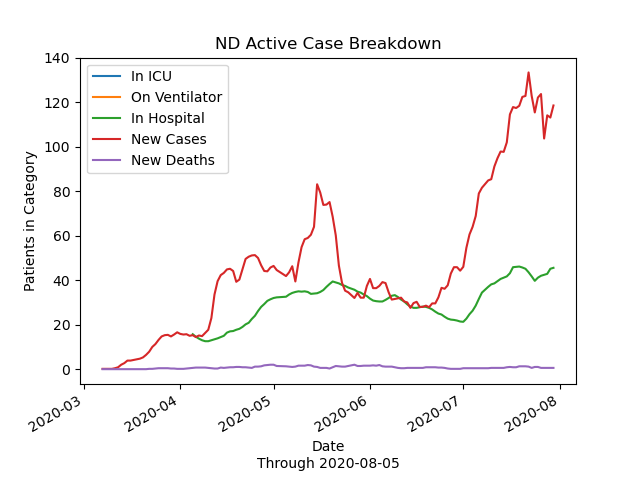 ND Active Case Breakdown
In ICU
On Ventilator
In Hospital
New Cases
New Deaths
Patients in Category
140
120
100
80
60
40
20
0
2020-03
2020-04
2020-05
2020-06
2020-07
2020-08
Date
Through 2020-08-05